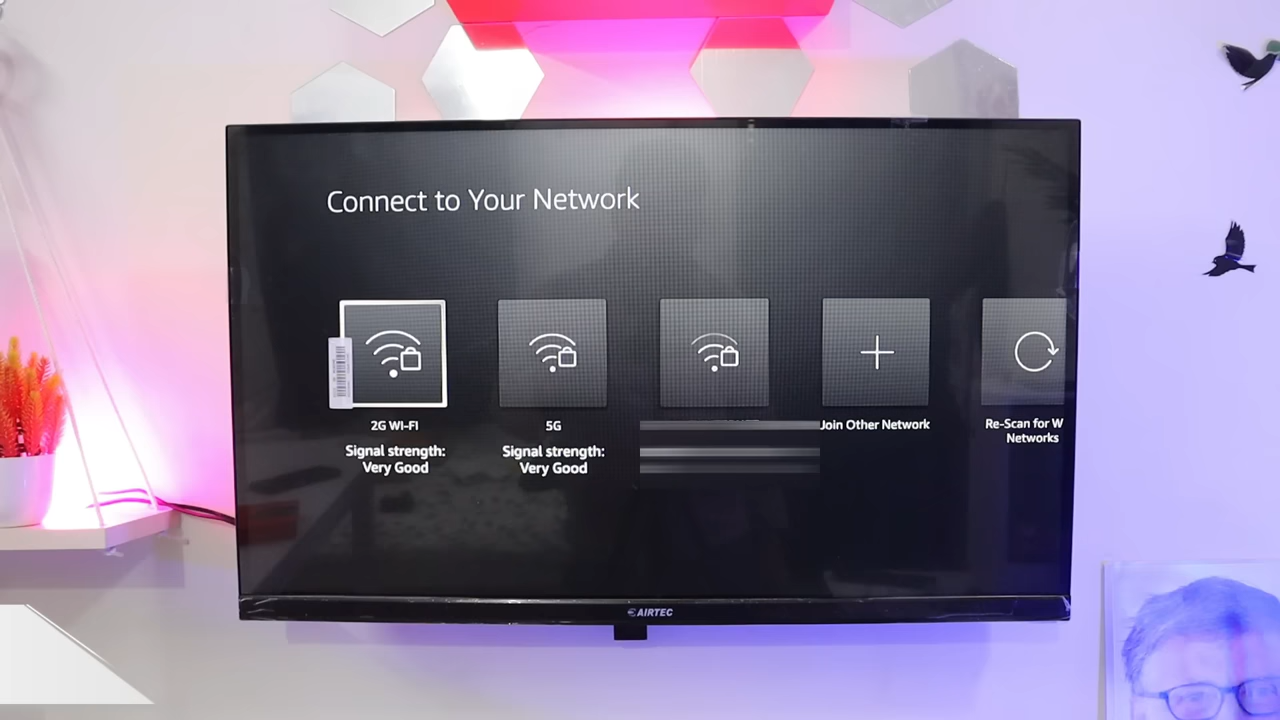 Connect to Your Network
2G WI-FI
Signal strength:
Very Good
5G
Signal strength:
Very Good
Join Other Network
Re-Scan for W
Networks
AIRTEC